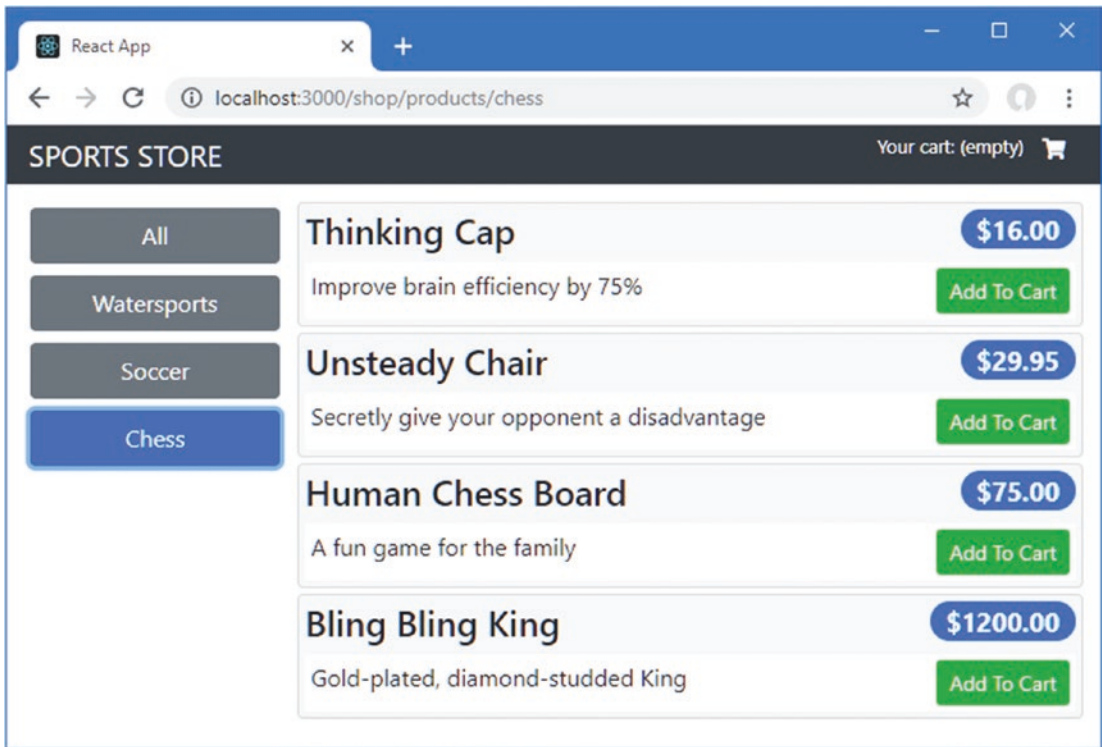 React App
localhost:3000/shop/products/chess
SPORTS STORE
Your cart: (empty)
All
Watersports
Soccer
Chess
Thinking Cap
$16.00
Improve brain efficiency by 75%
Add To Cart
Unsteady Chair
$29.95
Secretly give your opponent a disadvantage
Add To Cart
Human Chess Board
$75.00
A fun game for the family
Add To Cart
Bling Bling King
$1200.00
Gold-plated, diamond-studded King
Add To Cart